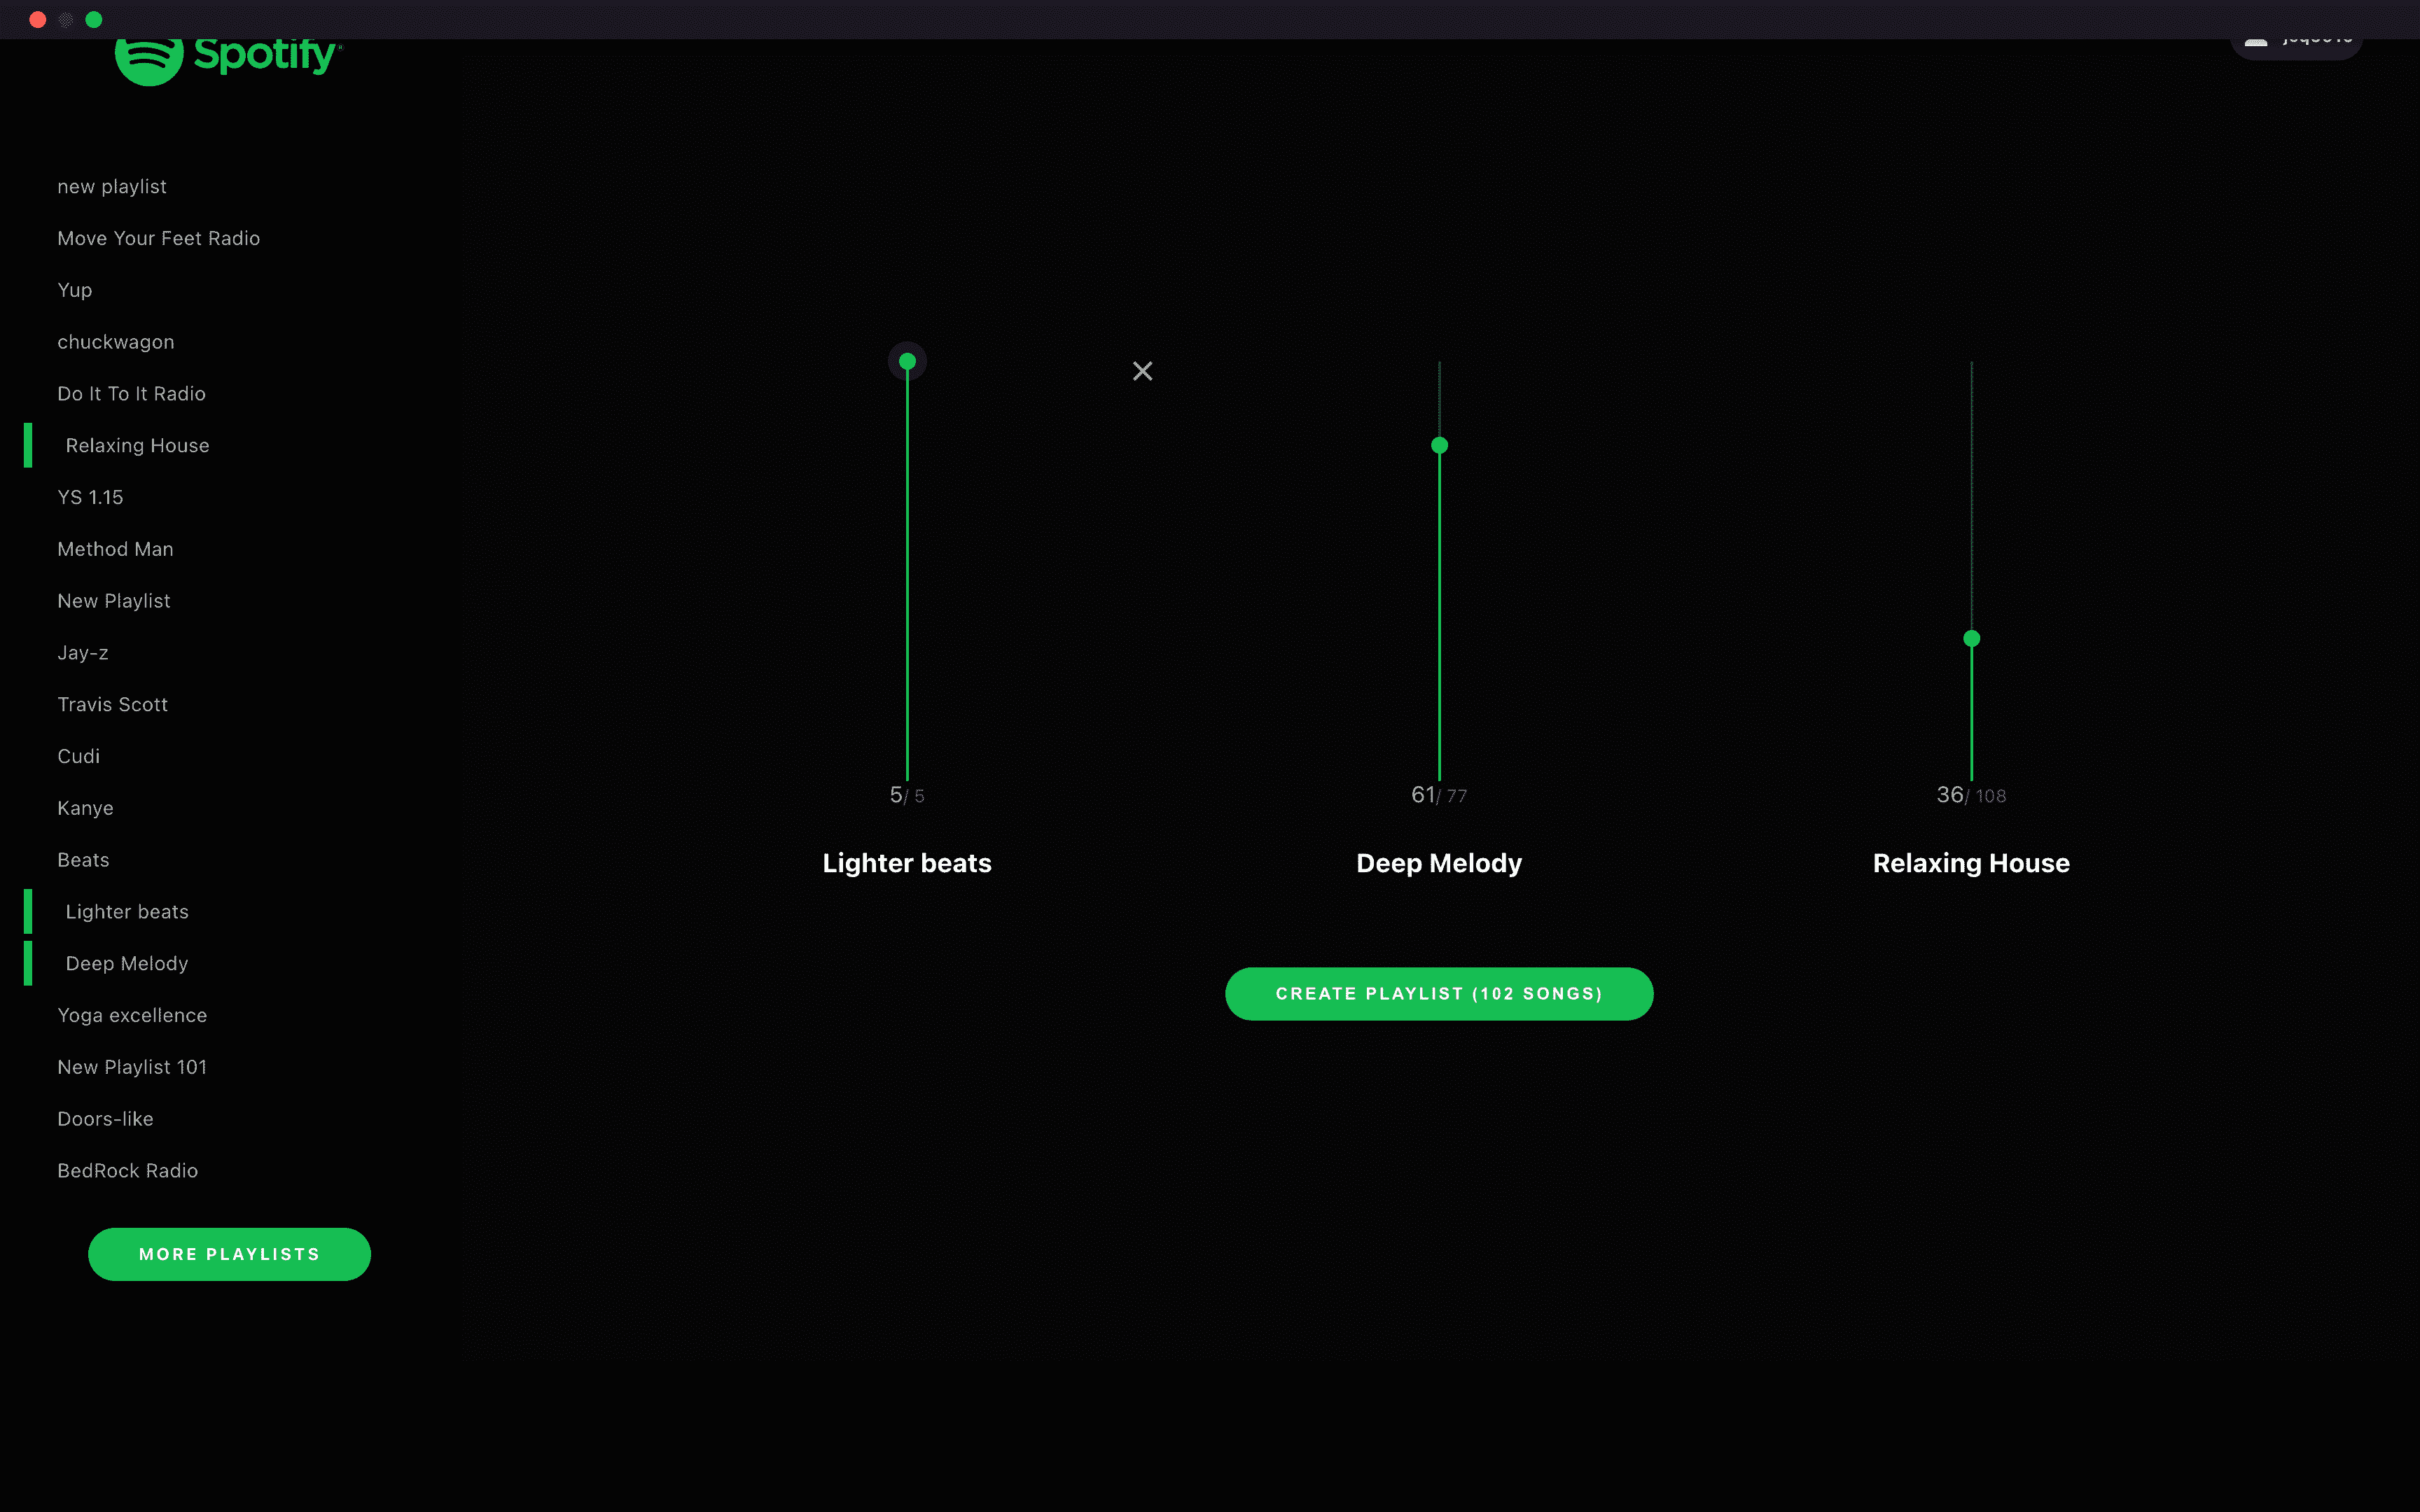 Spotify
new playlist
Move Your Feet Radio
Yup
chuckwagon
Do It To It Radio
Relaxing House
YS 1.15
Method Man
New Playlist
Jay-z
Travis Scott
Cudi
Kanye
Beats
Lighter beats
Deep Melody
Yoga excellence
New Playlist 101
Doors-like
BedRock Radio
MORE PLAYLISTS
5/ 5
61/ 77
36/ 108
Lighter beats
Deep Melody
Relaxing House
CREATE PLAYLIST (102 SONGS)